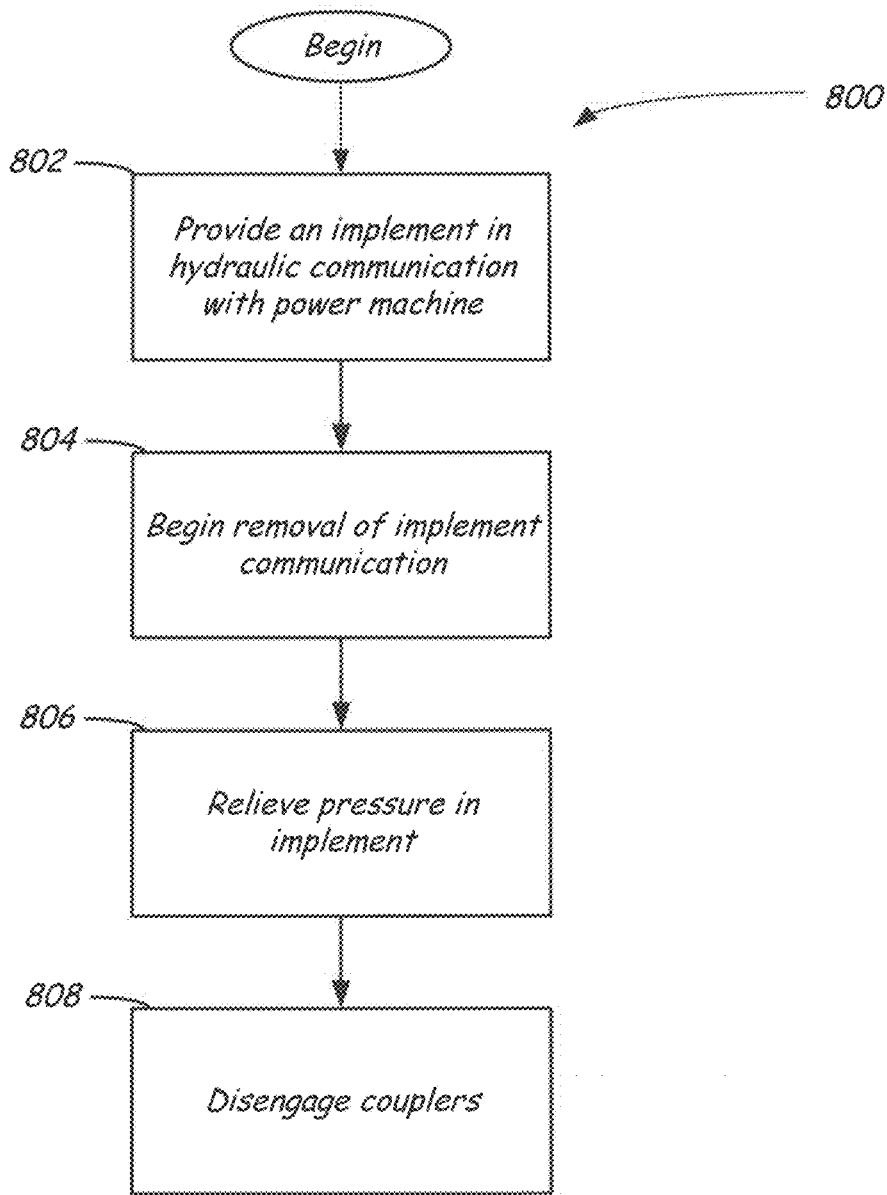 Begin
800
802
Provide an implement in
hydraulic communication
with power machine
804
Begin removal of implement
communication
806
Relieve pressure in
implement
808
Disengage couplers